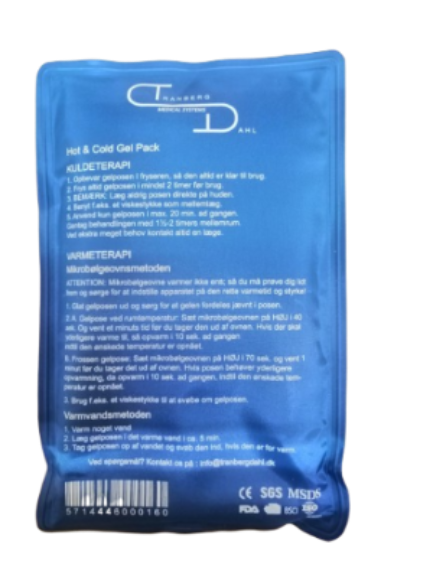 TRANBERG
MEDICAL SYSTEMS
DAHL
Hot & Cold Gel Pack
KULDETERAPI
1. Opbevar gelposen i fryseren, så den altid er klar til brug.
2. Frys altid gelposen i mindst 2 timer før brug.
3. BEMÆRK: Læg aldrig posen direkte på huden.
4. Benyt f.eks. et viskestykke som mellemlæg.
5. Anvend kun gelposen i max. 20 min. ad gangen.
Gentag behandlingen med 1½-2 timers mellemrum.
Ved ekstra meget behov kontakt altid en læge.
VARMETERAPI
Mikrobølgeovnsmetoden
ATTENTION: Mikrobølgeovne varmer ikke ens; så du må prøve dig lidt
frem og sørge for at indstille apparatet på den rette varmetid og styrke!
1. Glat gelposen ud og sørg for at gelen fordeles jævnt i posen.
2 A. Gelpose ved rumtemperatur: Sæt mikrobølgeovnen på HØJ i 40
sek. Og vent et minuts tid før du tager den ud af ovnen. Hvis der skal
yderligere varme til, så opvarm i 10 sek. ad gangen
indtil den ønskede temperatur er opnået.
B. Frossen gelpose: Sæt mikrobølgeovnen på HØJ i 70 sek. og vent 1
minut før du tager det ud af ovnen. Hvis posen behøver yderligere
opvarmning, da opvarm i 10 sek. ad gangen, indtil den ønskede tem-
peratur er opnået.
3. Brug f.eks. et viskestykke til at svøbe om gelposen.
Varmvandsmetoden
1. Varm noget vand
2. Læg gelposen i det varme vand i ca. 5 min
3. Tag gelposen op af vandet og svøb den ind, hvis den er for varm.
Ved spørgsmål? Kontakt os på : info@tranbergdahl.dk
5714446000160
CE SGS MSDS
FDA ISO ISO